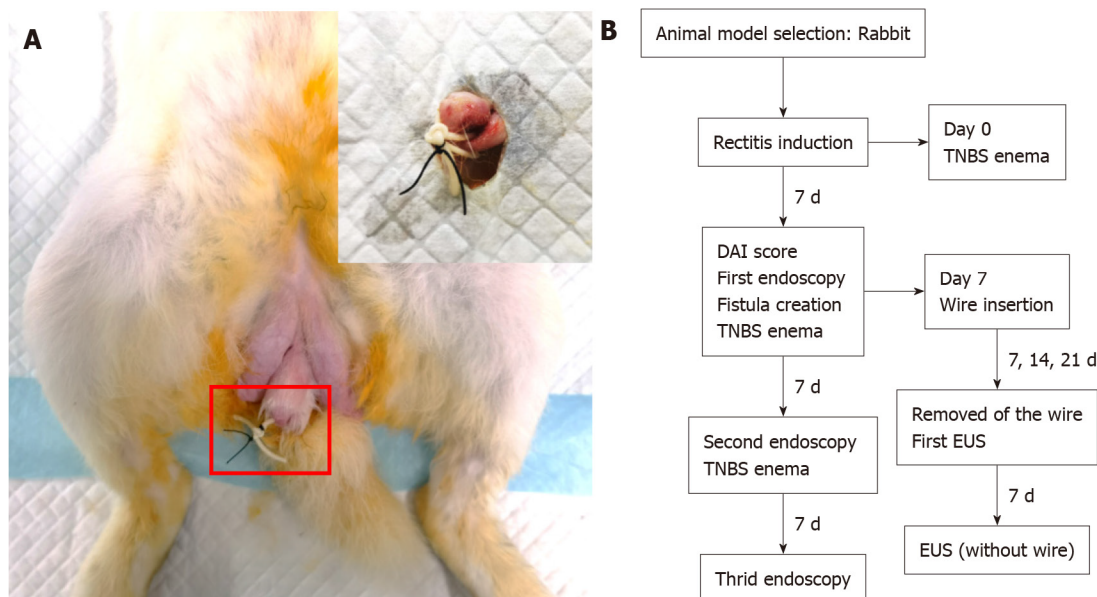 A
B
Animal model selection: Rabbit
Rectitis induction
Day 0
TNBS enema
7 d
DAI score
First endoscopy
Fistula creation
TNBS enema
Day 7
Wire insertion
7 d
7, 14, 21 d
Second endoscopy
TNBS enema
Removed of the wire
First EUS
7 d
7 d
Thrid endoscopy
EUS (without wire)